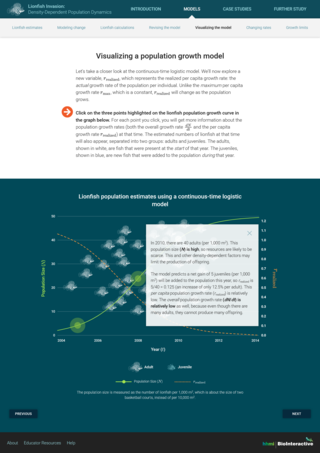 Lionfish Invasion:
Density-Dependent Population Dynamics
INTRODUCTION
MODELS
CASE STUDIES
FURTHER STUDY
Lionfish estimates
Modeling change
Lionfish calculations
Revising the model
Visualizing the model
Changing rates
Growth limits
Visualizing a population growth model
Let's take a closer look at the continuous-time logistic model. We'll now explore a
new variable, r realized, which represents the realized per capita growth rate: the
actual growth rate of the population per individual. Unlike the maximum per capita
growth rate r max, which is a constant, r realized will change as the population
grows.
Click on the three points highlighted on the lionfish population growth curve in
the graph below. For each point you click, you will get more information about the
population growth rates (both the overall growth rate dN/dt and the per capita
growth rate r realized) at that time. The estimated numbers of lionfish at that time
will also appear, separated into two groups: adults and juveniles. The adults,
shown in white, are fish that were present at the start of that year. The juveniles,
shown in blue, are new fish that were added to the population during that year.
Lionfish population estimates using a continuous-time logistic
model
50
40
30
20
10
0
Population Size (N)
1.2
1.1
1.0
0.9
0.8
0.7
0.6
0.5
0.4
0.3
0.2
0.1
0.0
r realized
In 2010, there are 40 adults (per 1,000 m²). This
population size (N) is high, so resources are likely to be
scarce. This and other density-dependent factors may
limit the production of offspring.
The model predicts a net gain of 5 juveniles (per 1,000
m²) will be added to the population this year, so r realized is
5/40 = 0.125 (an increase of only 12.5% per adult). This
per capita population growth rate (r realized) is relatively
low. The overall population growth rate (dN/dt) is
relatively low as well, because even though there are
many adults, they cannot produce many offspring.
2004
2006
2008
2010
2012
2014
Year (t)
Adult
Juvenile
Population Size (N)
r realized
The population size is measured as the number of lionfish per 1,000 m², which is about the size of two
basketball courts, instead of per 10,000 m²
PREVIOUS
NEXT
About
Educator Resources
Help
hhmi BioInteractive